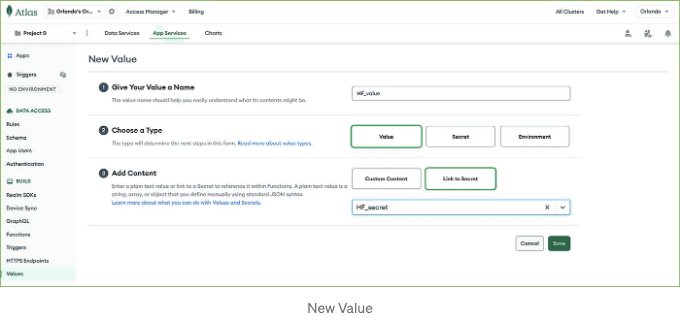 Atlas Orlando's Or... Access Manager Billing All Clusters Get Help Orlando
Project 0 Data Services App Services Charts
Apps
Triggers
NO ENVIRONMENT
DATA ACCESS
Rules
Schema
App Users
Authentication
BUILD
Realm SDKs
Device Sync
GraphQL
Functions
Triggers
HTTPS Endpoints
Values
New Value
1 Give Your Value a Name
The value name should help you easily understand what its contents might be.
HF_value
2 Choose a Type
The type will determine the next steps in this form. Read more about value types.
Value Secret Environment
3 Add Content
Enter a plain text value or link to a Secret to reference it within Functions. A plain text value is a
string, array, or object that you define manually using standard JSON syntax.
Learn more about what you can do with Values and Secrets.
Custom Content Link to Secret
HF_secret
Cancel Save
New Value